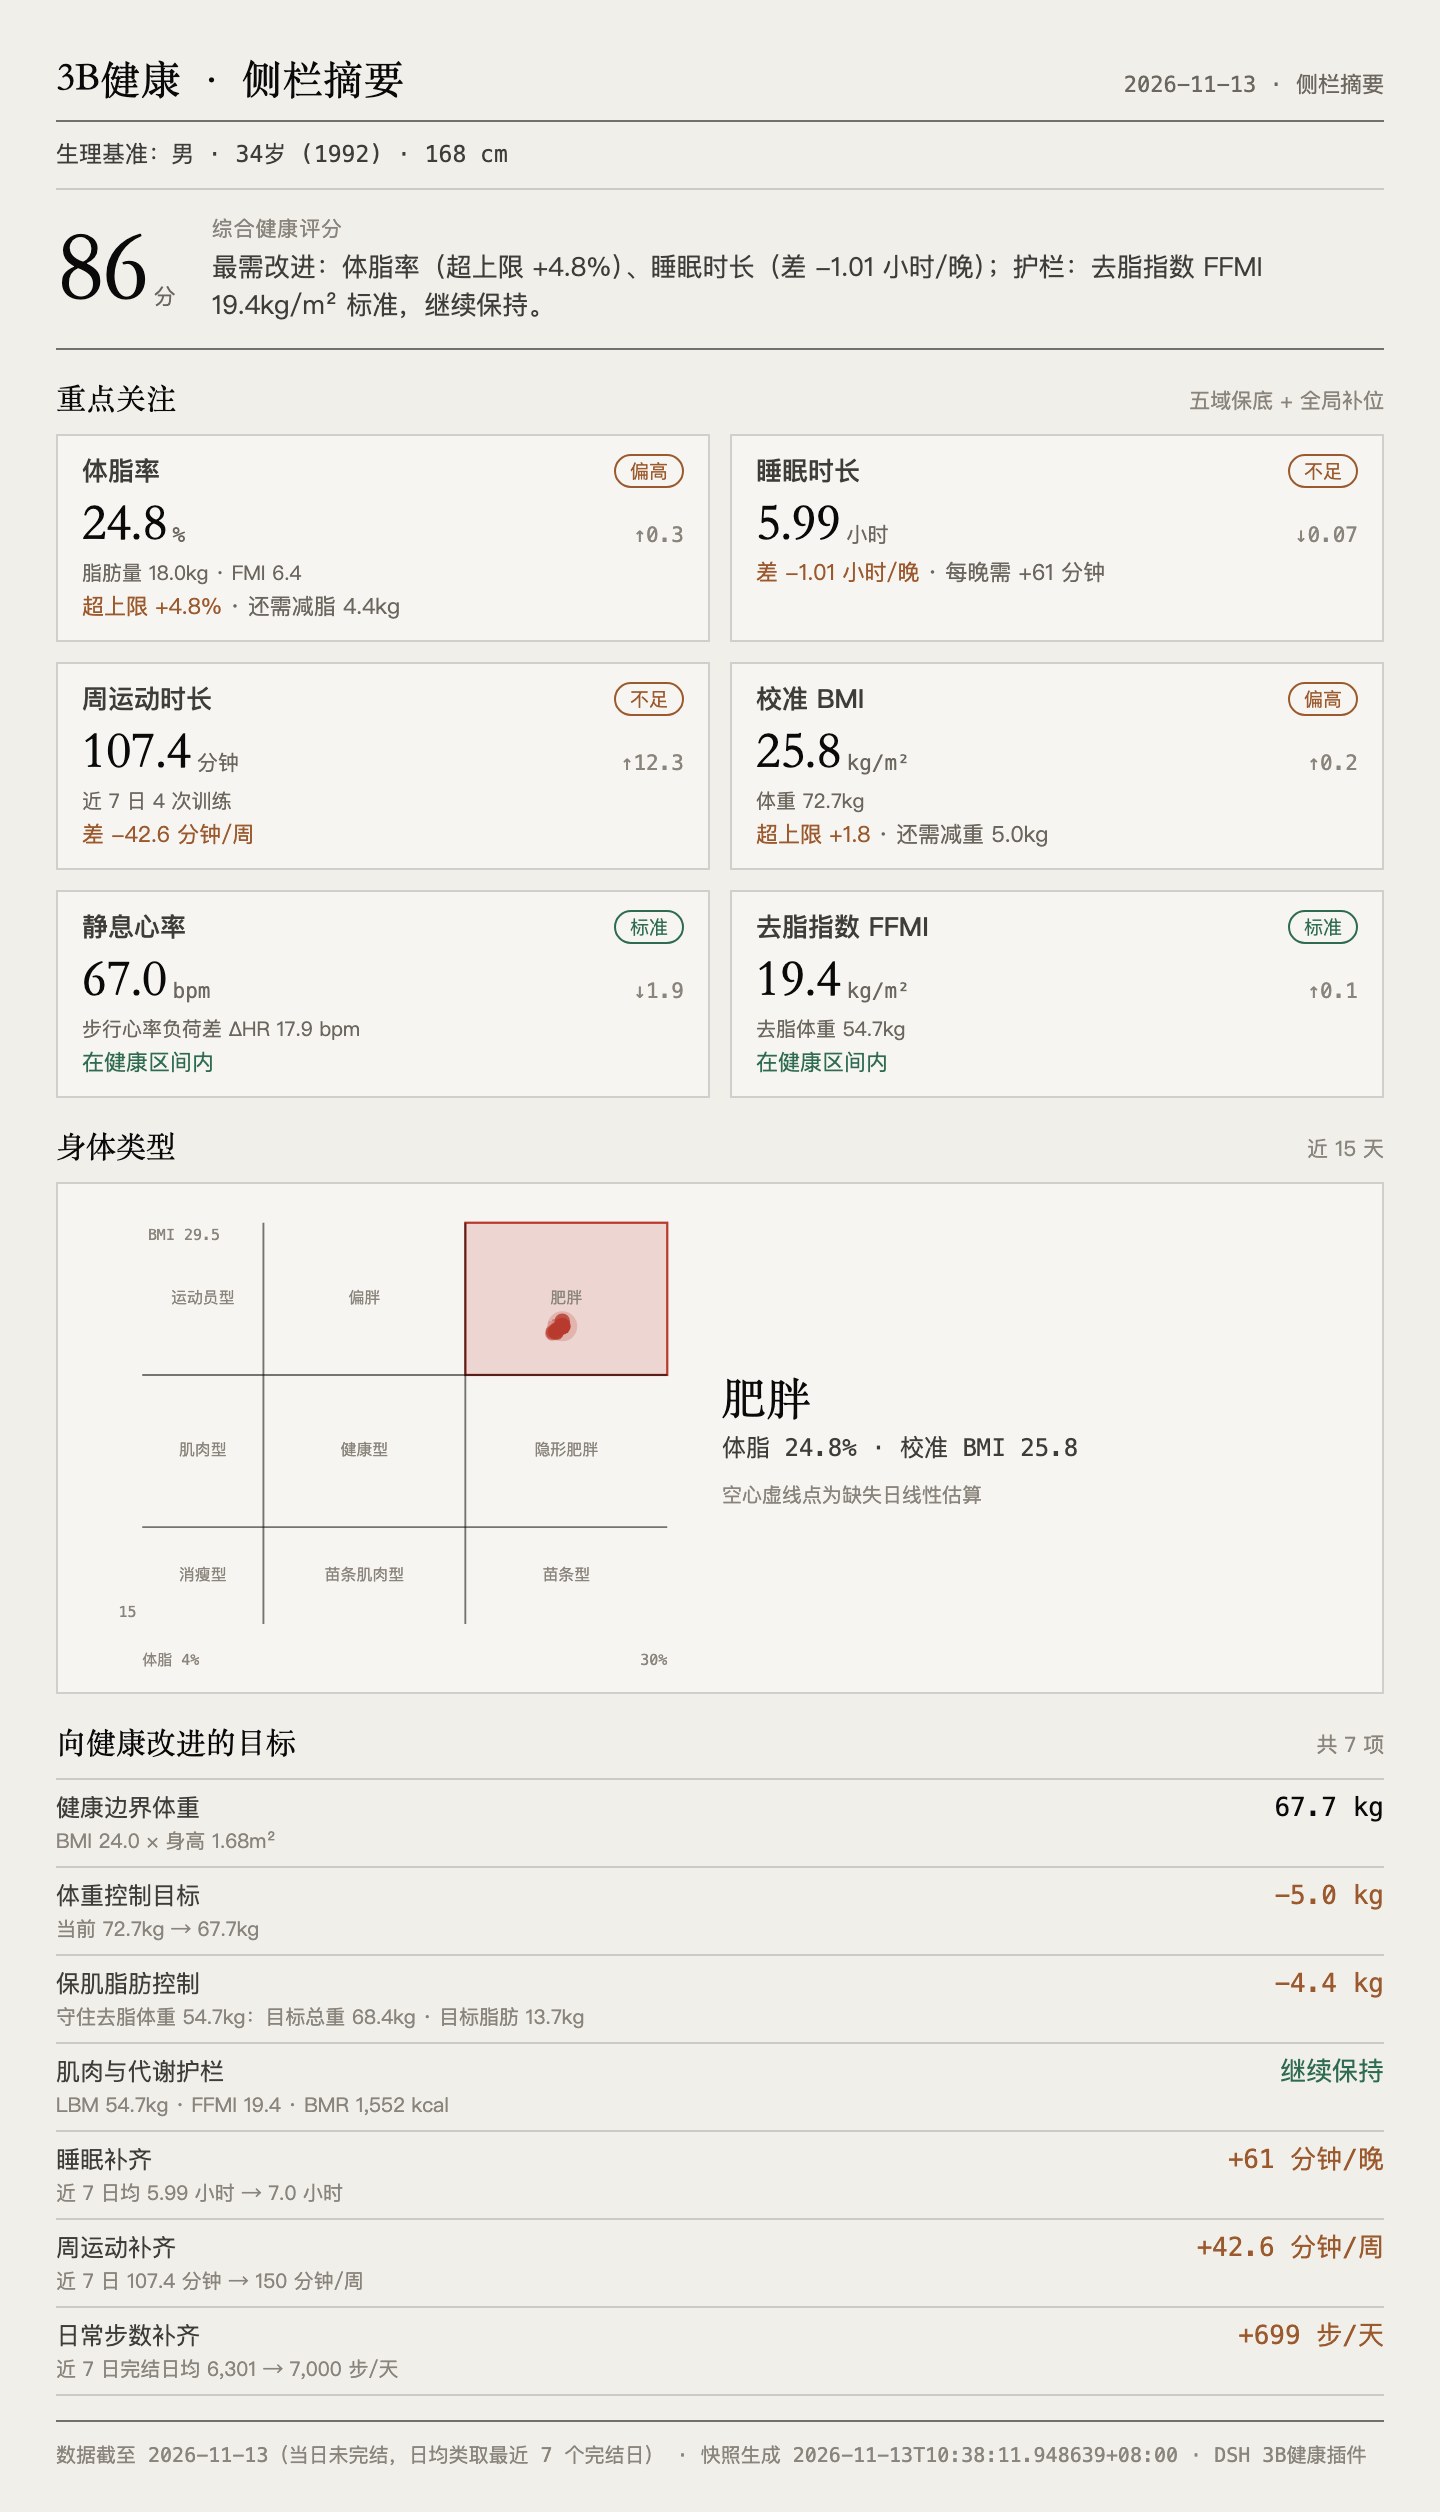 3B健康 · 侧栏摘要
2026-11-13 · 侧栏摘要
生理基准：男 · 34岁 (1992) · 168 cm
86 分
综合健康评分
最需改进：体脂率（超上限 +4.8%）、睡眠时长（差 −1.01 小时/晚）；护栏：去脂指数 FFMI
19.4kg/m² 标准，继续保持。
重点关注
五域保底 + 全局补位
体脂率
偏高
24.8 %
↑0.3
脂肪量 18.0kg · FMI 6.4
超上限 +4.8% · 还需减脂 4.4kg
睡眠时长
不足
5.99 小时
↓0.07
差 −1.01 小时/晚 · 每晚需 +61 分钟
周运动时长
不足
107.4 分钟
↑12.3
近 7 日 4 次训练
差 −42.6 分钟/周
校准 BMI
偏高
25.8 kg/m²
↑0.2
体重 72.7kg
超上限 +1.8 · 还需减重 5.0kg
静息心率
标准
67.0 bpm
↓1.9
步行心率负荷差 ΔHR 17.9 bpm
在健康区间内
去脂指数 FFMI
标准
19.4 kg/m²
↑0.1
去脂体重 54.7kg
在健康区间内
身体类型
近 15 天
BMI 29.5
运动员型
偏胖
肥胖
肌肉型
健康型
隐形肥胖
消瘦型
苗条肌肉型
苗条型
15
体脂 4%
30%
肥胖
体脂 24.8% · 校准 BMI 25.8
空心虚线点为缺失日线性估算
向健康改进的目标
共 7 项
健康边界体重
67.7 kg
BMI 24.0 × 身高 1.68m²
体重控制目标
−5.0 kg
当前 72.7kg → 67.7kg
保肌脂肪控制
−4.4 kg
守住去脂体重 54.7kg：目标总重 68.4kg · 目标脂肪 13.7kg
肌肉与代谢护栏
继续保持
LBM 54.7kg · FFMI 19.4 · BMR 1,552 kcal
睡眠补齐
+61 分钟/晚
近 7 日均 5.99 小时 → 7.0 小时
周运动补齐
+42.6 分钟/周
近 7 日 107.4 分钟 → 150 分钟/周
日常步数补齐
+699 步/天
近 7 日完结日均 6,301 → 7,000 步/天
数据截至 2026-11-13（当日未完结，日均类取最近 7 个完结日） · 快照生成 2026-11-13T10:38:11.948639+08:00 · DSH 3B健康插件